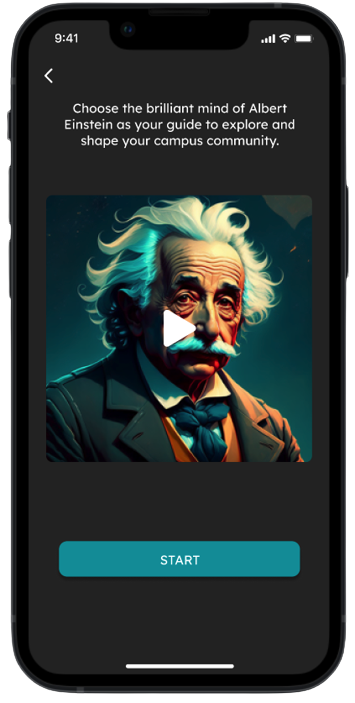 9:41
Choose the brilliant mind of Albert
Einstein as your guide to explore and
shape your campus community.
START